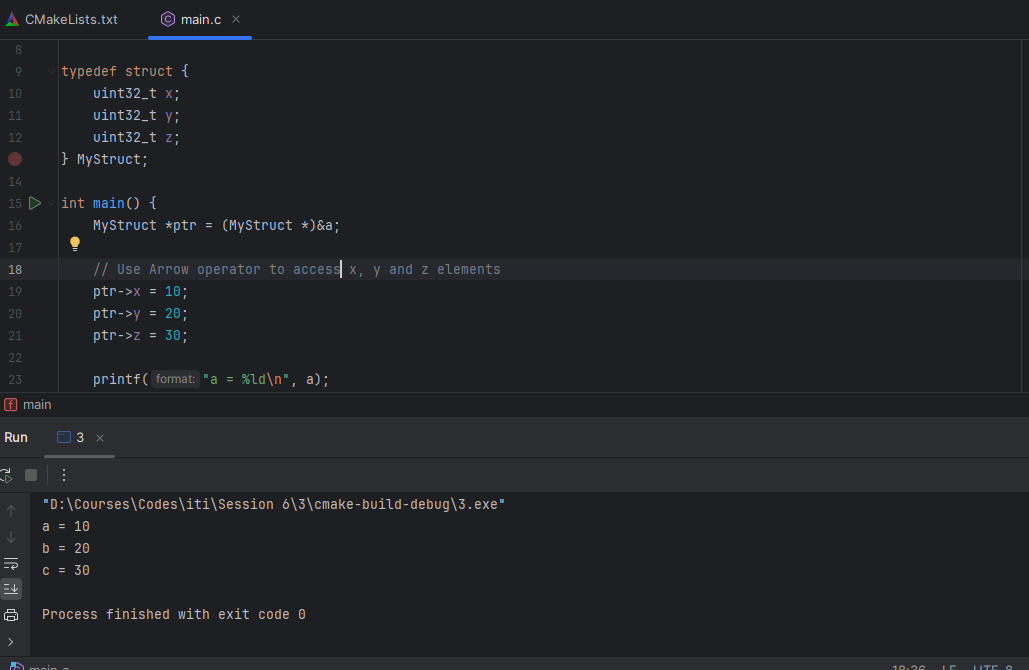 CMakeLists.txt main.c
8
9 typedef struct {
10 uint32_t x;
11 uint32_t y;
12 uint32_t z;
} MyStruct;
14
15 int main() {
16 MyStruct *ptr = (MyStruct *)&a;
17
18 // Use Arrow operator to access x, y and z elements
19 ptr->x = 10;
20 ptr->y = 20;
21 ptr->z = 30;
22
23 printf( format: "a = %ld\n", a);
f main
Run 3
"D:\Courses\Codes\iti\Session 6\3\cmake-build-debug\3.exe"
a = 10
b = 20
c = 30
Process finished with exit code 0
main.c 18:36 LF UTF-8